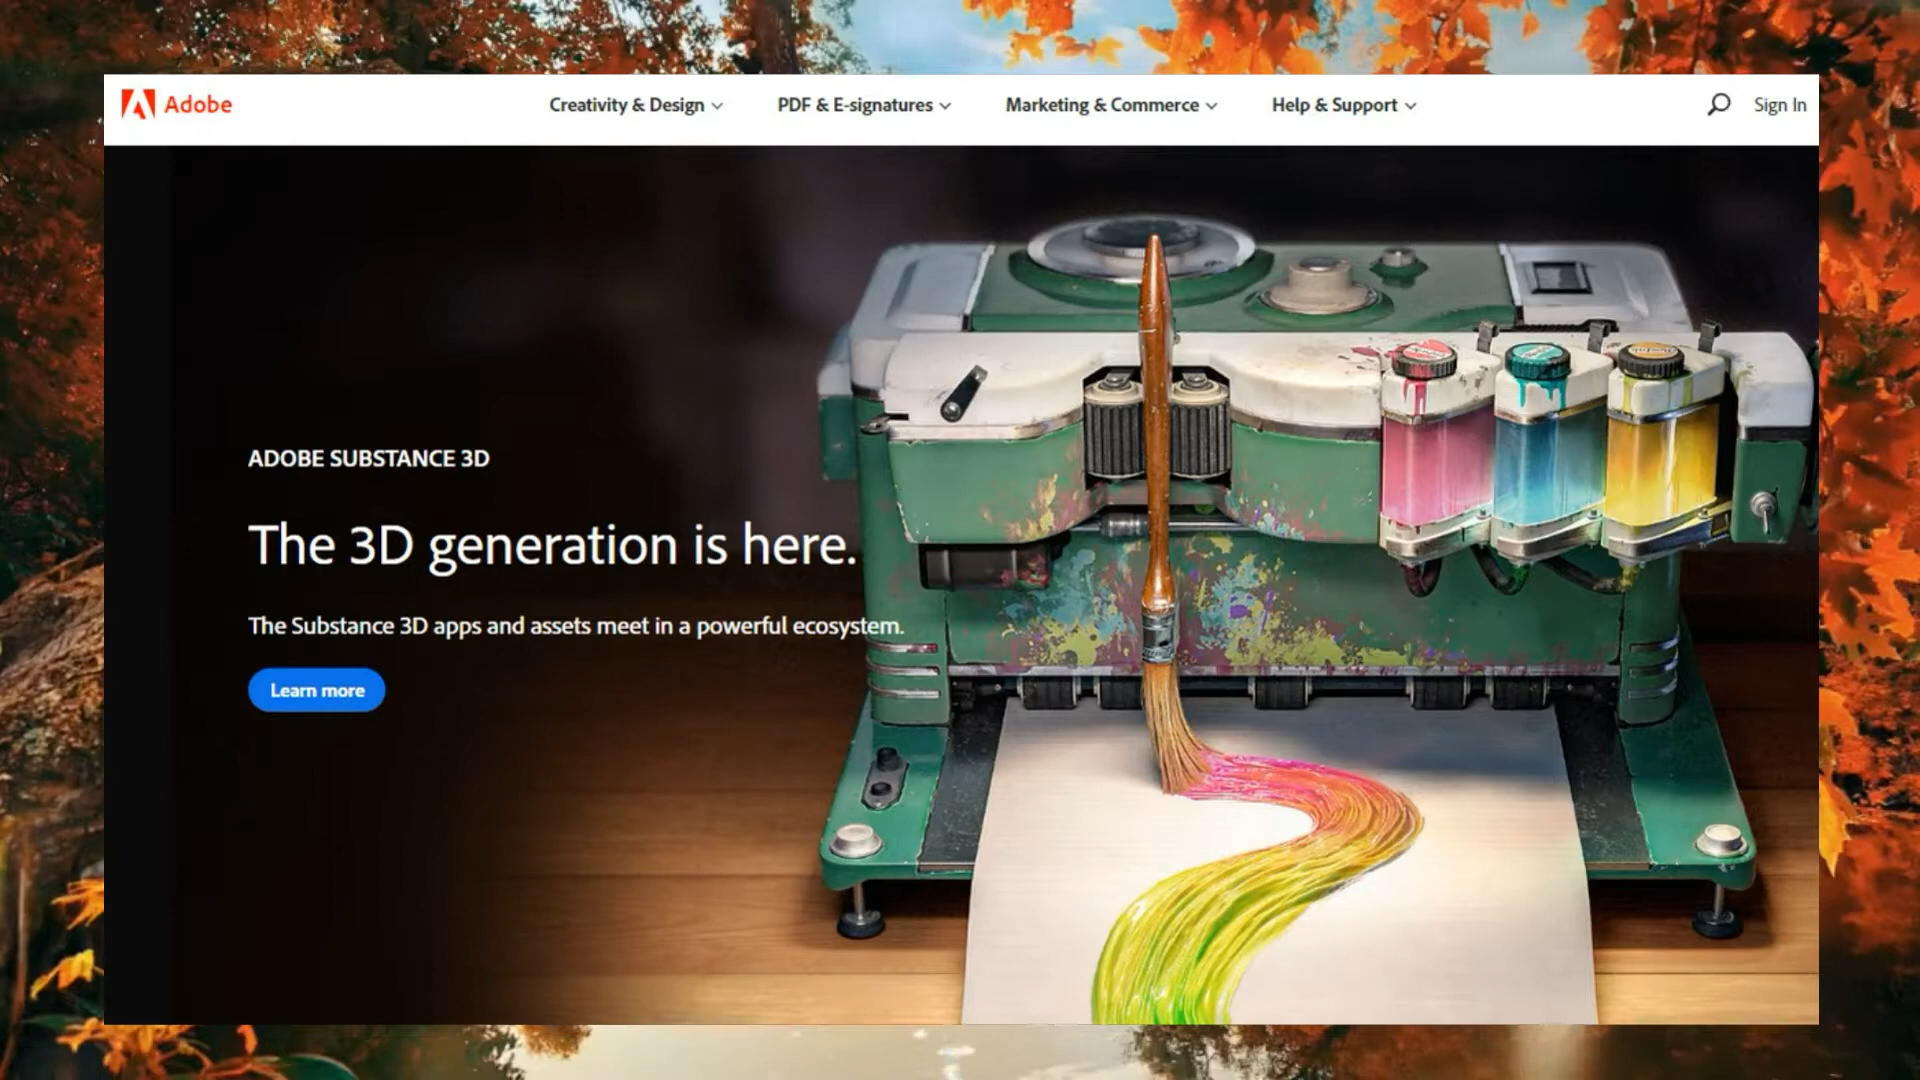 Adobe
Creativity & Design
PDF & E-signatures
Marketing & Commerce
Help & Support
Sign In
ADOBE SUBSTANCE 3D
The 3D generation is here.
The Substance 3D apps and assets meet in a powerful ecosystem.
Learn more